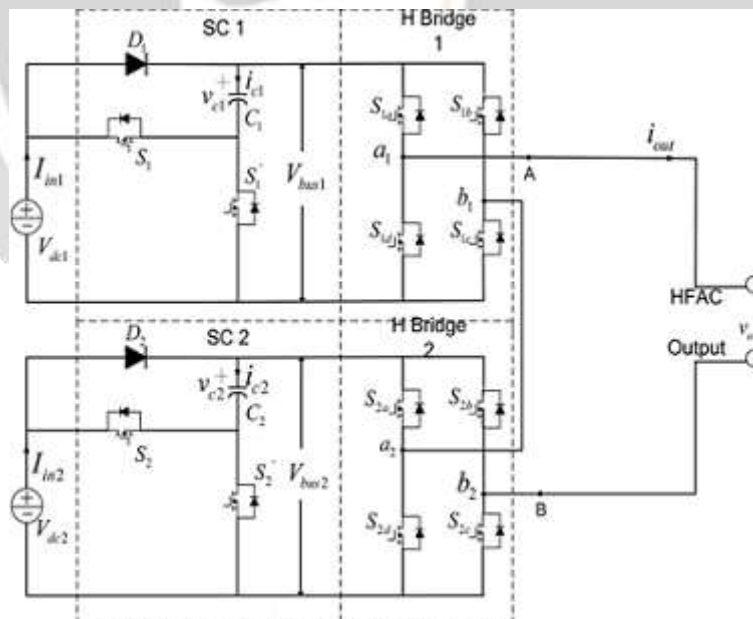 SC 1
H Bridge
1
D1
vc1 + ic1
C1
S1
S1'
Iin1
Vdc1
Vbus1
S1a
S1b
a1
b1
S1d
S1c
A
iout
HFAC
Output
SC 2
H Bridge
2
D2
vc2 + ic2
C2
S2
S2'
Iin2
Vdc2
Vbus2
S2a
S2b
a2
b2
S2d
S2c
B